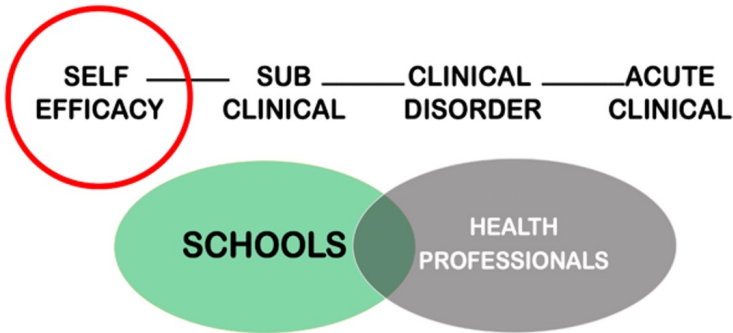 SELF SUB CLINICAL ACUTE
EFFICACY CLINICAL DISORDER CLINICAL
SCHOOLS
HEALTH
PROFESSIONALS